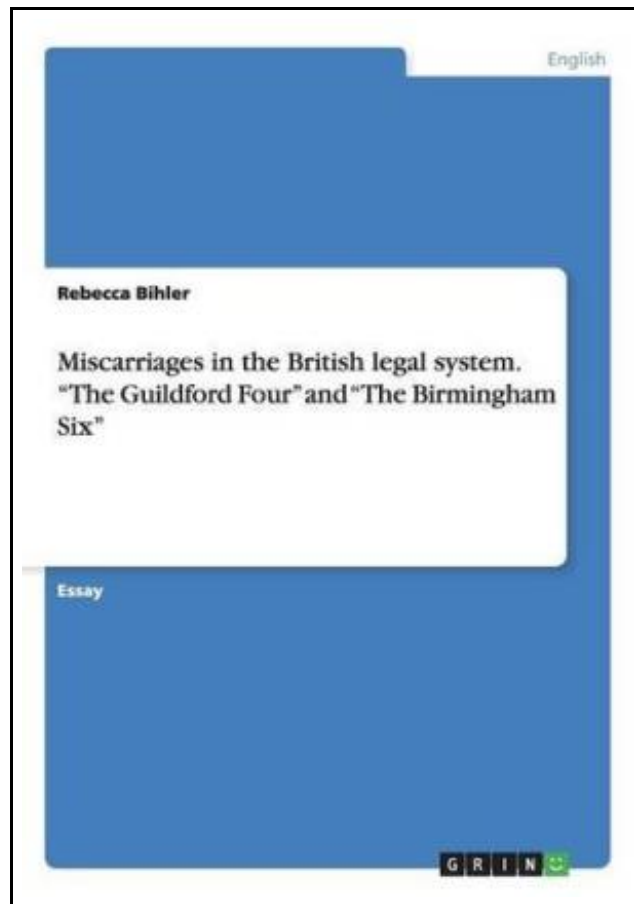 English
Rebecca Bihler
Miscarriages in the British legal system.
“The Guildford Four” and “The Birmingham
Six”
Essay
GRIN